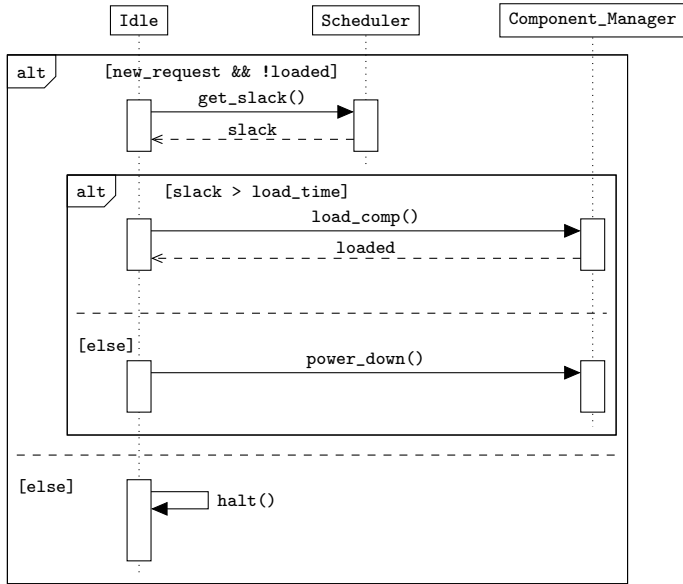 Idle
Scheduler
Component_Manager
alt
[new_request && !loaded]
get_slack()
slack
alt
[slack > load_time]
load_comp()
loaded
[else]
power_down()
[else]
halt()